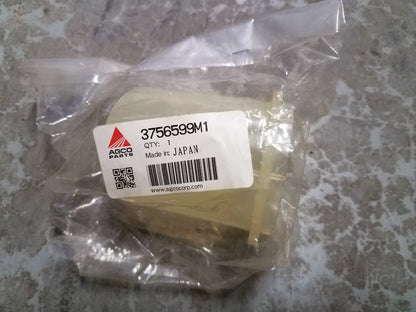 AGCO
PARTS
3756599M1
QTY: 1
Made in: JAPAN
www.agcocorp.com